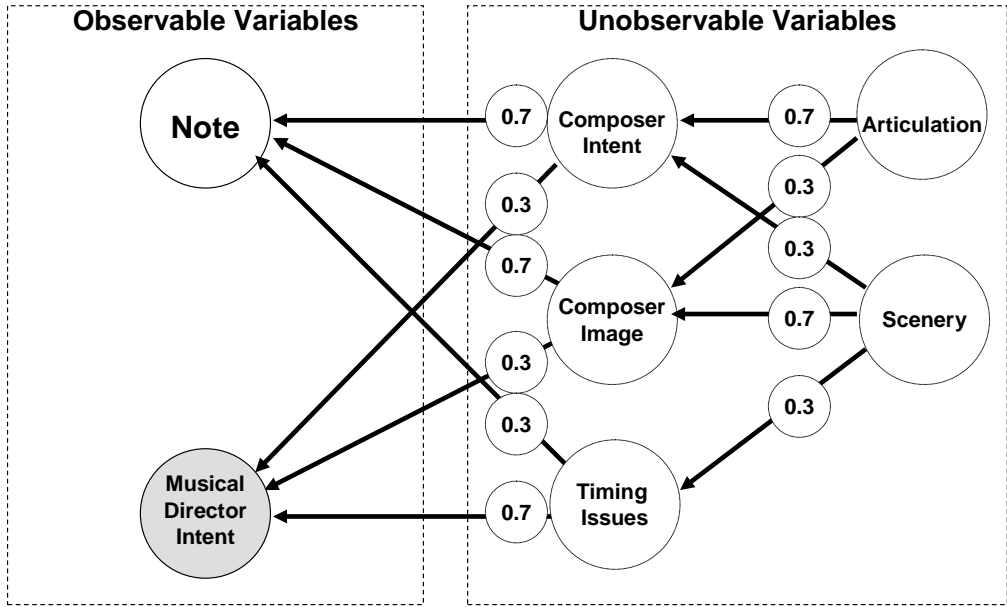 Observable Variables
Unobservable Variables
Note
0.7
Composer
Intent
0.7
Articulation
0.3
0.3
0.7
0.3
Composer
Image
0.7
Scenery
0.3
0.3
0.3
Musical
Director
Intent
0.7
Timing
Issues